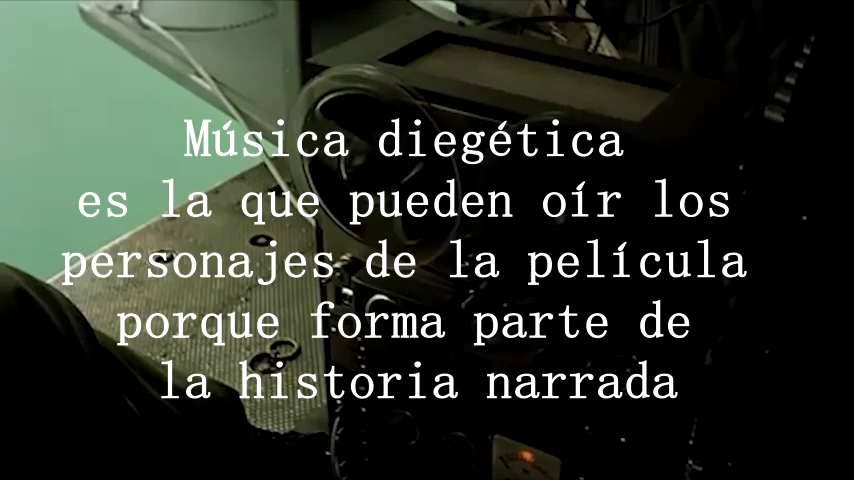 Música diegética
es la que pueden oír los
personajes de la película
porque forma parte de
la historia narrada